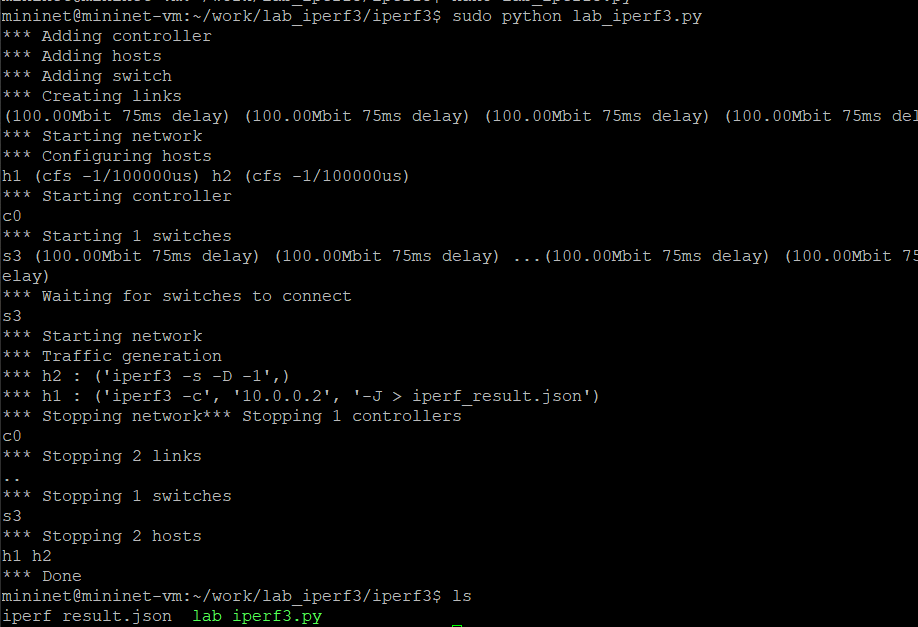 mininet@mininet-vm:~/work/lab_iperf3/iperf3$ sudo python lab_iperf3.py
*** Adding controller
*** Adding hosts
*** Adding switch
*** Creating links
(100.00Mbit 75ms delay) (100.00Mbit 75ms delay) (100.00Mbit 75ms delay) (100.00Mbit 75ms del
*** Starting network
*** Configuring hosts
h1 (cfs -1/100000us) h2 (cfs -1/100000us)
*** Starting controller
c0
*** Starting 1 switches
s3 (100.00Mbit 75ms delay) (100.00Mbit 75ms delay) ...(100.00Mbit 75ms delay) (100.00Mbit 75
elay)
*** Waiting for switches to connect
s3
*** Starting network
*** Traffic generation
*** h2 : ('iperf3 -s -D -1',)
*** h1 : ('iperf3 -c', '10.0.0.2', '-J > iperf_result.json')
*** Stopping network*** Stopping 1 controllers
c0
*** Stopping 2 links
..
*** Stopping 1 switches
s3
*** Stopping 2 hosts
h1 h2
*** Done
mininet@mininet-vm:~/work/lab_iperf3/iperf3$ ls
iperf_result.json  lab_iperf3.py